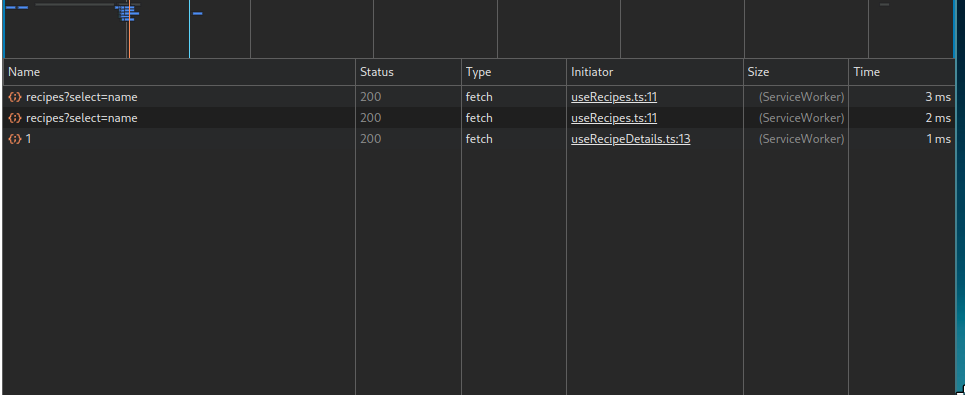 Name Status Type Initiator Size Time
recipes?select=name 200 fetch useRecipes.ts:11 (ServiceWorker) 3 ms
recipes?select=name 200 fetch useRecipes.ts:11 (ServiceWorker) 2 ms
1 200 fetch useRecipeDetails.ts:13 (ServiceWorker) 1 ms